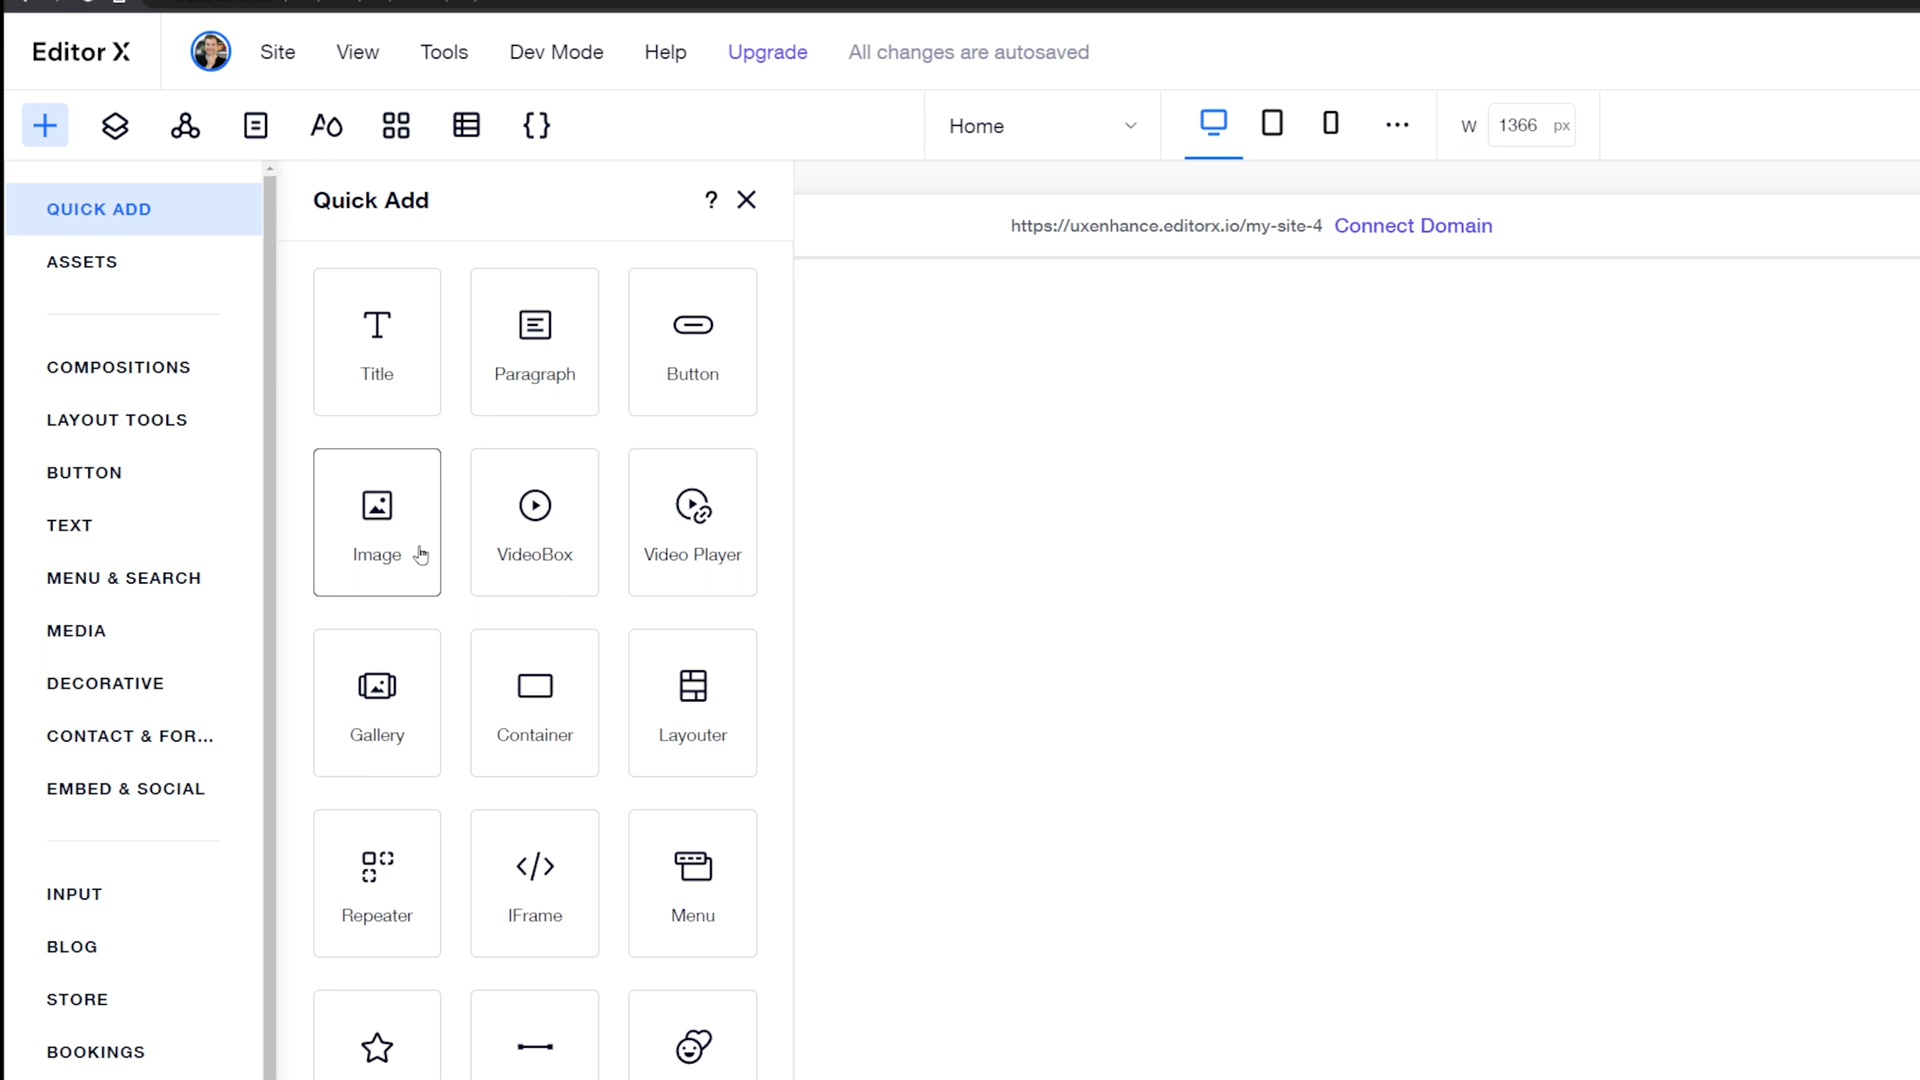 Editor X
Site View Tools Dev Mode Help Upgrade All changes are autosaved
Home W 1366 px
QUICK ADD
ASSETS
COMPOSITIONS
LAYOUT TOOLS
BUTTON
TEXT
MENU & SEARCH
MEDIA
DECORATIVE
CONTACT & FOR...
EMBED & SOCIAL
INPUT
BLOG
STORE
BOOKINGS
Quick Add ?
Title Paragraph Button
Image VideoBox Video Player
Gallery Container Layouter
Repeater IFrame Menu
https://uxenhance.editorx.io/my-site-4 Connect Domain